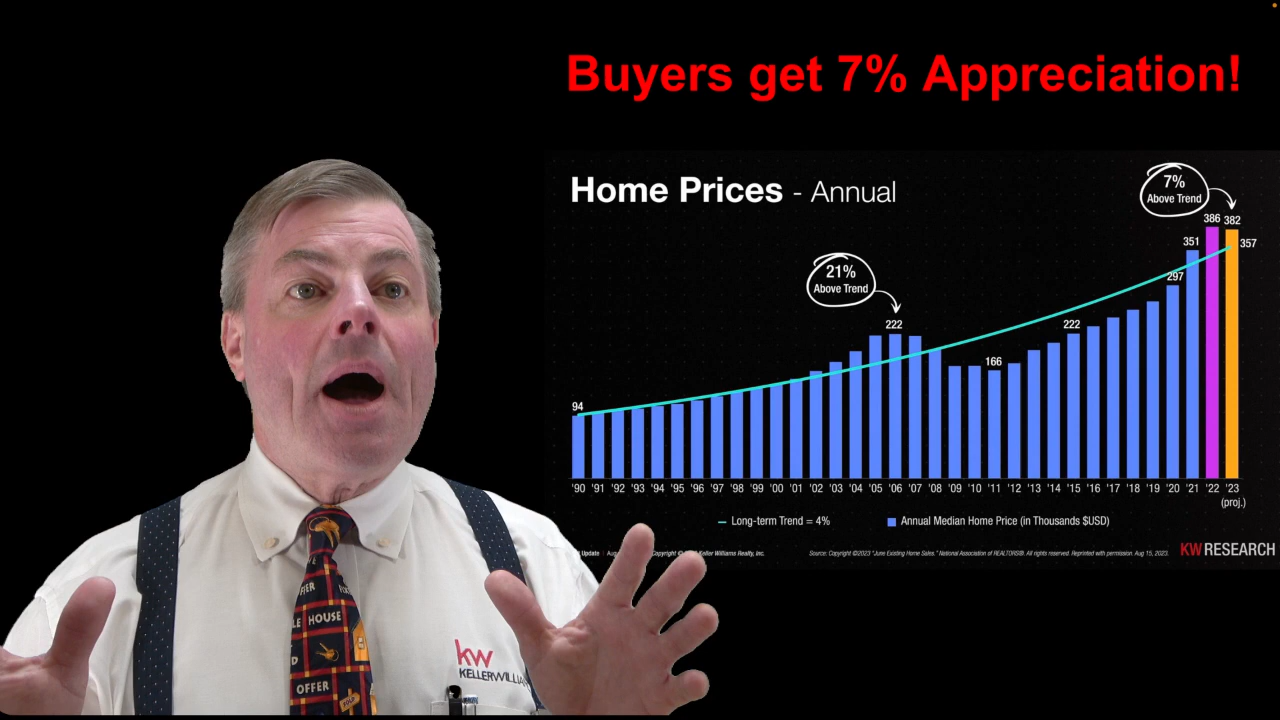 Buyers get 7% Appreciation!
Home Prices - Annual
7%
Above Trend
386 382
357
351
297
21%
Above Trend
222
222
166
94
'90 '91 '92 '93 '94 '95 '96 '97 '98 '99 '00 '01 '02 '03 '04 '05 '06 '07 '08 '09 '10 '11 '12 '13 '14 '15 '16 '17 '18 '19 '20 '21 '22 '23
(proj.)
Long-term Trend = 4%
Annual Median Home Price (in Thousands $USD)
Update Copyright Keller Williams Realty, Inc.
Source: Copyright ©2023 "June Existing Home Sales." National Association of REALTORS®. All rights reserved. Reprinted with permission. Aug 15, 2023.
KWRESEARCH
HOUSE
OFFER
SOLD
kw